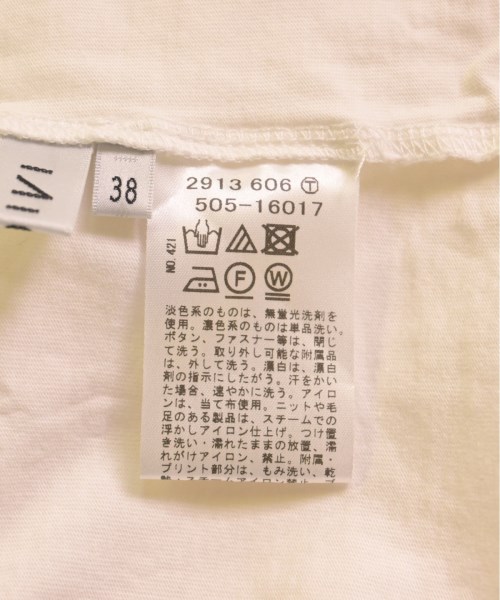 38
2913 606 Ⓣ
505-16017
NO.421
F W
淡色系のものは、無蛍光洗剤を
使用。濃色系のものは単品洗い。
ボタン、ファスナー等は、閉じ
て洗う。取り外し可能な附属品
は、外して洗う。漂白は、漂白
剤の指示にしたがう。汗をかい
た場合、速やかに洗う。アイロ
ンは、当て布使用。ニットや毛
足のある製品は、スチームでの
浮かしアイロン仕上げ。つけ置
き洗い・濡れたままの放置、濡
れがけアイロン、禁止。附属・
プリント部分は、もみ洗い、乾